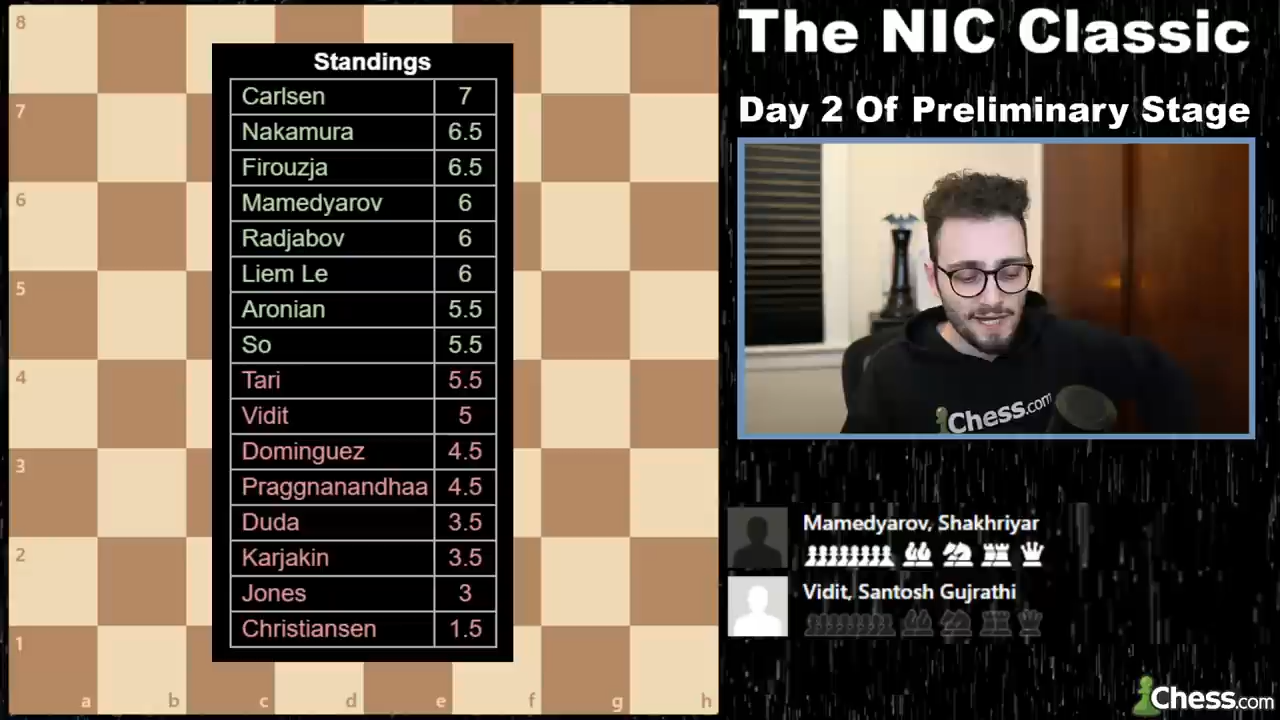 The NIC Classic
Day 2 Of Preliminary Stage
Standings
Carlsen 7
Nakamura 6.5
Firouzja 6.5
Mamedyarov 6
Radjabov 6
Liem Le 6
Aronian 5.5
So 5.5
Tari 5.5
Vidit 5
Dominguez 4.5
Praggnanandhaa 4.5
Duda 3.5
Karjakin 3.5
Jones 3
Christiansen 1.5
8
7
6
5
4
3
2
1
a b c d e f g h
Chess.com
Mamedyarov, Shakhriyar
Vidit, Santosh Gujrathi
Chess.com